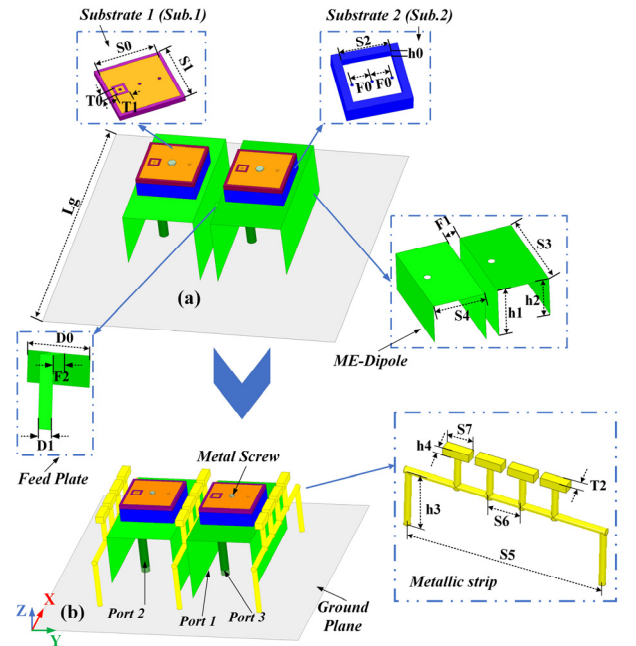 Substrate 1 (Sub.1)
Substrate 2 (Sub.2)
S0
S1
T0
T1
S2
h0
F0
F0
Lg
(a)
F1
S3
S4
h1
h2
ME-Dipole
D0
F2
D1
Feed Plate
Metal Screw
S7
h4
T2
h3
S6
S5
Metallic strip
(b)
Port 2
Port 1
Port 3
Ground
Plane
Z
X
Y